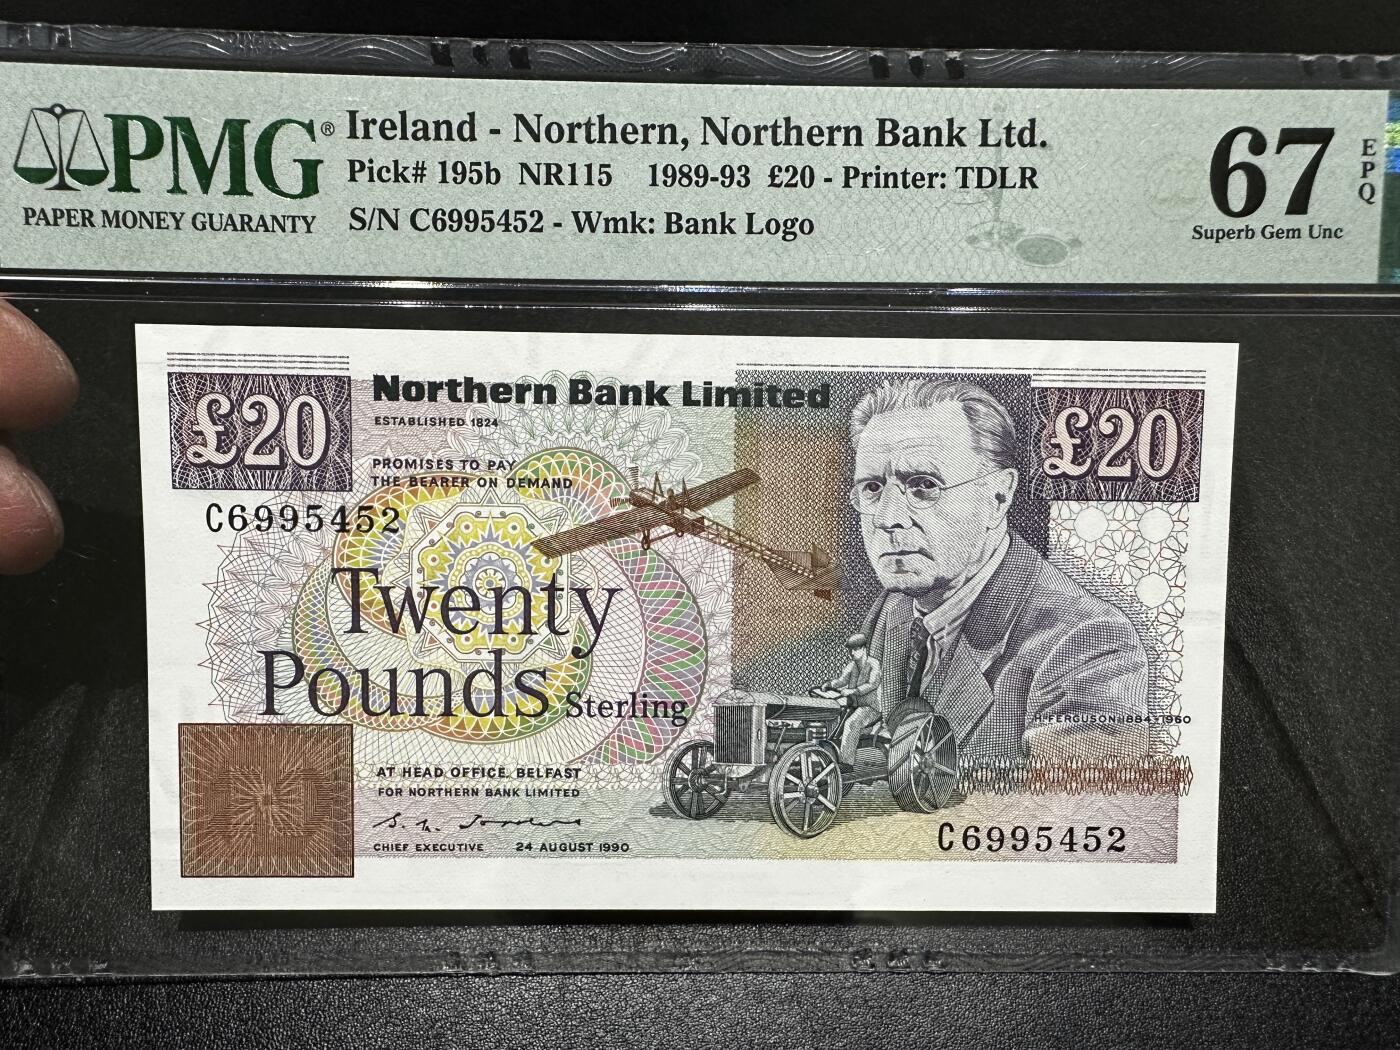 PMG®
PAPER MONEY GUARANTY
Ireland - Northern, Northern Bank Ltd.
Pick# 195b NR115 1989-93 £20 - Printer: TDLR
S/N C6995452 - Wmk: Bank Logo
67
EPQ
Superb Gem Unc
£20
Northern Bank Limited
£20
ESTABLISHED 1824
PROMISES TO PAY
THE BEARER ON DEMAND
C6995452
Twenty
Pounds Sterling
H. FERGUSON 1884-1960
AT HEAD OFFICE, BELFAST
FOR NORTHERN BANK LIMITED
CHIEF EXECUTIVE 24 AUGUST 1990
C6995452